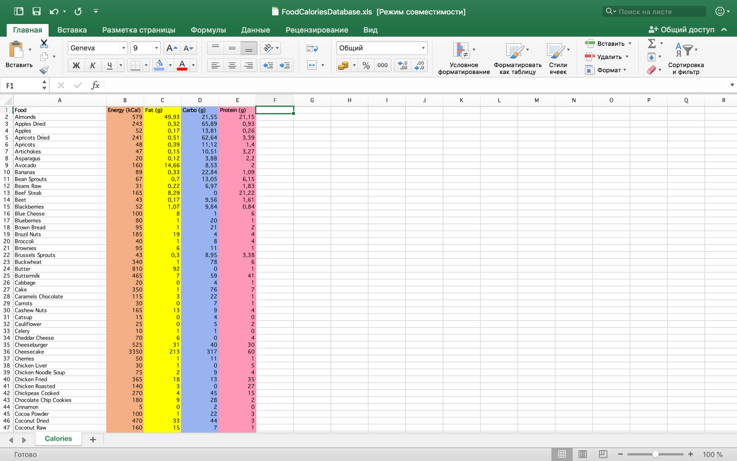 FoodCaloriesDatabase.xls [Режим совместимости]
Поиск на листе
Главная Вставка Разметка страницы Формулы Данные Рецензирование Вид Общий доступ
Вставить Geneva 9 A A Общий Условное форматирование Форматировать как таблицу Стили ячеек Вставить Удалить Формат Сортировка и фильтр
Ж К Ч А % 000
F1 fx
A B C D E F G H I J K L M N O P Q R
1 Food Energy (kCal) Fat (g) Carbo (g) Protein (g)
2 Almonds 579 49,93 21,55 21,15
3 Apples Dried 243 0,32 65,89 0,93
4 Apples 52 0,17 13,81 0,26
5 Apricots Dried 241 0,51 62,64 3,39
6 Apricots 48 0,39 11,12 1,4
7 Artichokes 47 0,15 10,51 3,27
8 Asparagus 20 0,12 3,88 2,2
9 Avocado 160 14,66 8,53 2
10 Bananas 89 0,33 22,84 1,09
11 Bean Sprouts 67 0,7 13,05 6,15
12 Beans Raw 31 0,22 6,97 1,83
13 Beef Steak 165 8,29 0 21,22
14 Beet 43 0,17 9,56 1,61
15 Blackberries 52 1,07 9,84 0,84
16 Blue Cheese 100 8 1 6
17 Blueberries 80 1 20 1
18 Brown Bread 95 1 21 2
19 Brazil Nuts 185 19 4 4
20 Broccoli 40 1 8 4
21 Brownies 95 6 11 1
22 Brussels Sprouts 43 0,3 8,95 3,38
23 Buckwheat 340 1 78 6
24 Butter 810 92 0 1
25 Buttermilk 465 7 59 41
26 Cabbage 20 0 4 1
27 Cake 350 1 76 7
28 Caramels Chocolate 115 3 22 1
29 Carrots 30 0 7 1
30 Cashew Nuts 165 13 9 4
31 Catsup 15 0 4 0
32 Cauliflower 25 0 5 2
33 Celery 10 1 1 0
34 Cheddar Cheese 70 6 0 4
35 Cheeseburger 525 31 40 30
36 Cheesecake 3350 213 317 60
37 Cherries 50 1 11 1
38 Chicken Liver 30 1 0 5
39 Chicken Noodle Soup 75 2 9 4
40 Chicken Fried 365 18 13 35
41 Chicken Roasted 140 3 0 27
42 Chickpeas Cooked 270 4 45 15
43 Chocolate Chip Cookies 180 9 28 2
44 Cinnamon 5 0 2 0
45 Cocoa Powder 100 1 22 3
46 Coconut Dried 470 33 44 3
47 Coconut Raw 160 15 7 1
Calories +
Готово 100 %